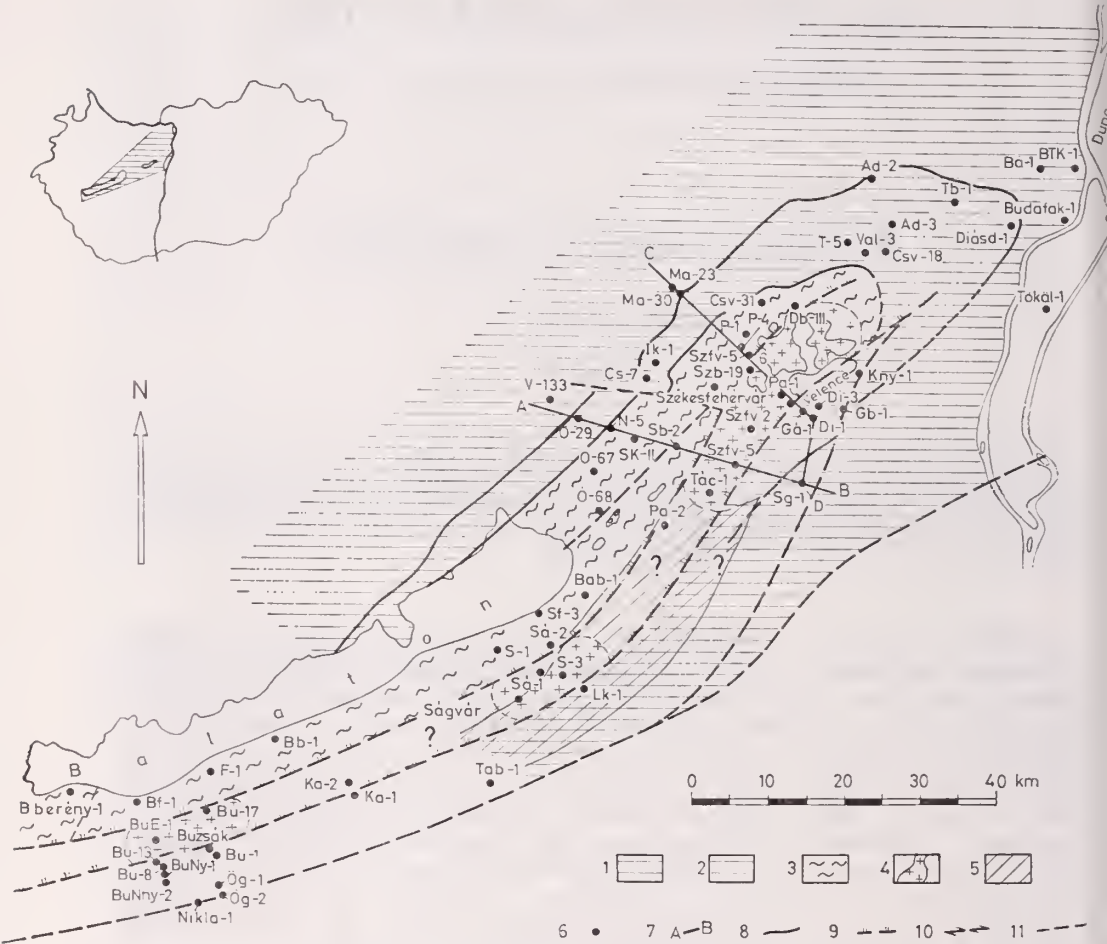 Duna
Ad-2
Bá-1 BTK-1
Tb-1
Budafak-1
Ad-3
Diásd-1
T-5 Val-3
Csv-18
C
Ma-23
Ma-30
Csv-31
Db-III
Tökál-1
P-4
P-1
Ik-1
Szfv-5
Cs-7
Szb-19
Kny-1
V-133
Pa-1
Velence
Székesfehérvár
Di-3
A
N-5
Szfv 2
Gb-1
Ö-29
Sb-2
Gá-1
Di-1
SK-II
Szfv-5
Ö-67
Tác-1
B
Sg-1
D
Ö-68
Pa-2
N
? ?
Bab-1
Sf-3
Sá-2
S-1
S-3
Sá-1
Lk-1
Ságvár
?
B a l a t o n
Bb-1
F-1
Tab-1
Ka-2
Ka-1
0 10 20 30 40 km
B berény-1
Bf-1
Bu-17
BuE-1
Buzsák
Bu-13
BuNy-1
Bu-1
Bu-8
BuNny-2
Ög-1
Ög-2
Nikla-1
1 2 3 4 5
6 7 A B 8 9 10 11